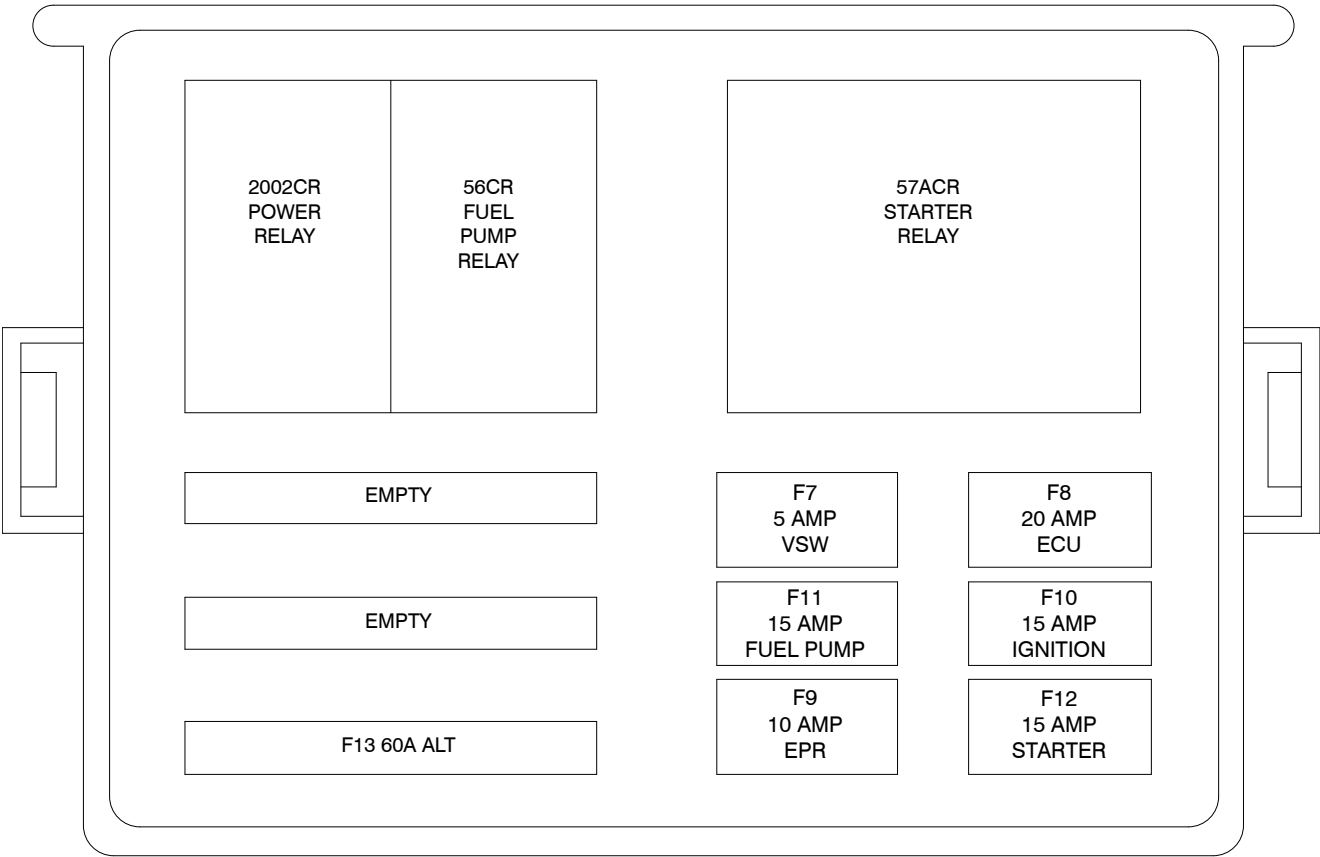 2002CR
POWER
RELAY
56CR
FUEL
PUMP
RELAY
57ACR
STARTER
RELAY
EMPTY
EMPTY
F13 60A ALT
F7
5 AMP
VSW
F8
20 AMP
ECU
F11
15 AMP
FUEL PUMP
F10
15 AMP
IGNITION
F9
10 AMP
EPR
F12
15 AMP
STARTER